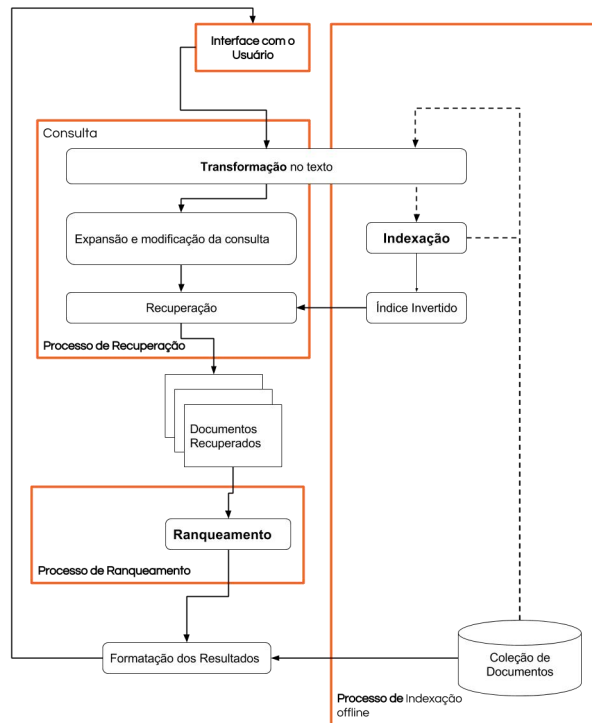 Interface com o
Usuário
Consulta
Transformação no texto
Expansão e modificação da consulta
Indexação
Recuperação
Índice Invertido
Processo de Recuperação
Documentos
Recuperados
Ranqueamento
Processo de Ranqueamento
Formatação dos Resultados
Coleção de
Documentos
Processo de Indexação
offline